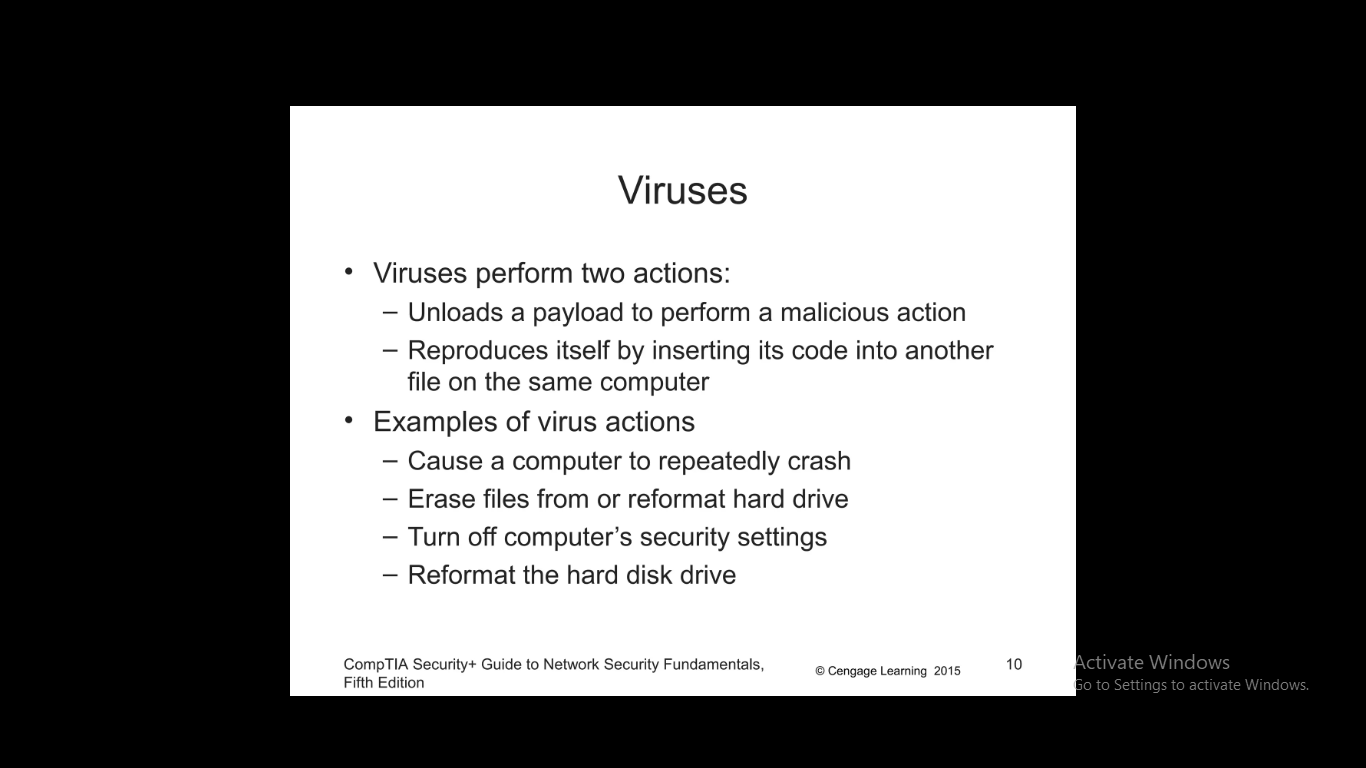 Viruses
• Viruses perform two actions:
– Unloads a payload to perform a malicious action
– Reproduces itself by inserting its code into another
file on the same computer
• Examples of virus actions
– Cause a computer to repeatedly crash
– Erase files from or reformat hard drive
– Turn off computer’s security settings
– Reformat the hard disk drive
CompTIA Security+ Guide to Network Security Fundamentals,
Fifth Edition
© Cengage Learning 2015
10
Activate Windows
Go to Settings to activate Windows.